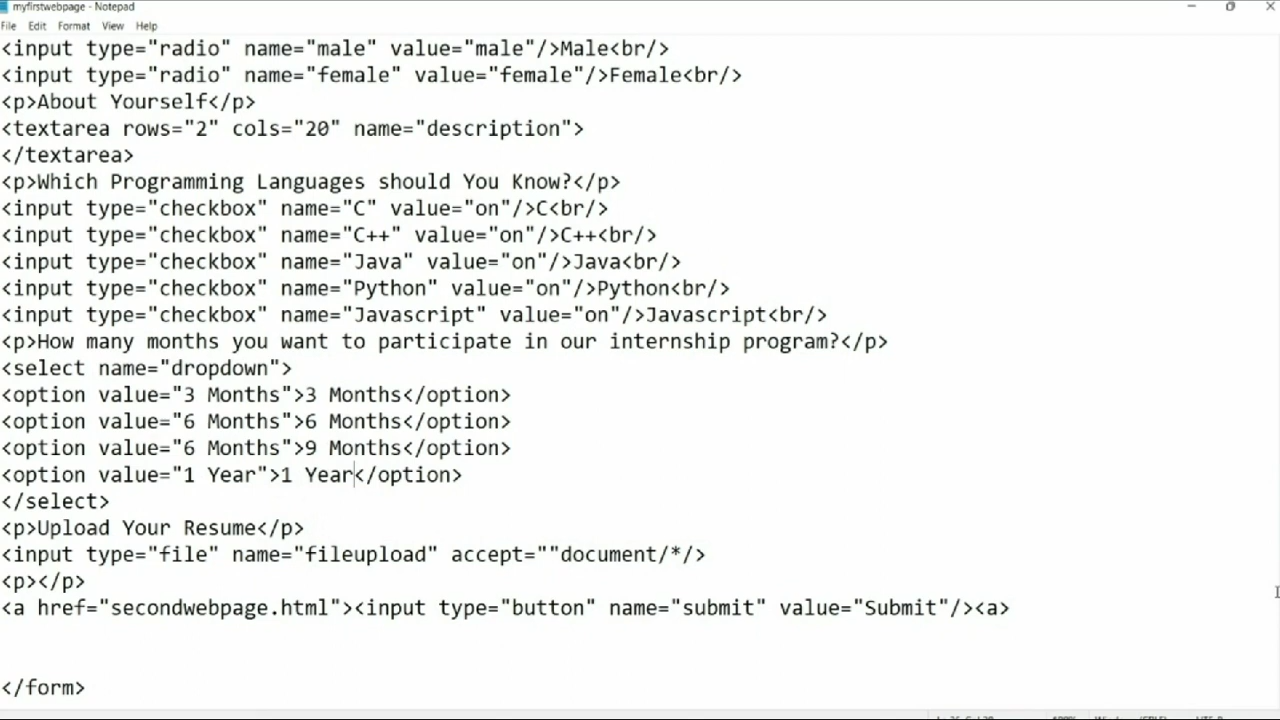 myfirstwebpage - Notepad
File Edit Format View Help
<input type="radio" name="male" value="male"/>Male<br/>
<input type="radio" name="female" value="female"/>Female<br/>
<p>About Yourself</p>
<textarea rows="2" cols="20" name="description">
</textarea>
<p>Which Programming Languages should You Know?</p>
<input type="checkbox" name="C" value="on"/>C<br/>
<input type="checkbox" name="C++" value="on"/>C++<br/>
<input type="checkbox" name="Java" value="on"/>Java<br/>
<input type="checkbox" name="Python" value="on"/>Python<br/>
<input type="checkbox" name="Javascript" value="on"/>Javascript<br/>
<p>How many months you want to participate in our internship program?</p>
<select name="dropdown">
<option value="3 Months">3 Months</option>
<option value="6 Months">6 Months</option>
<option value="6 Months">9 Months</option>
<option value="1 Year">1 Year</option>
</select>
<p>Upload Your Resume</p>
<input type="file" name="fileupload" accept=""document/*/>
<p></p>
<a href="secondwebpage.html"><input type="button" name="submit" value="Submit"/><a>
</form>